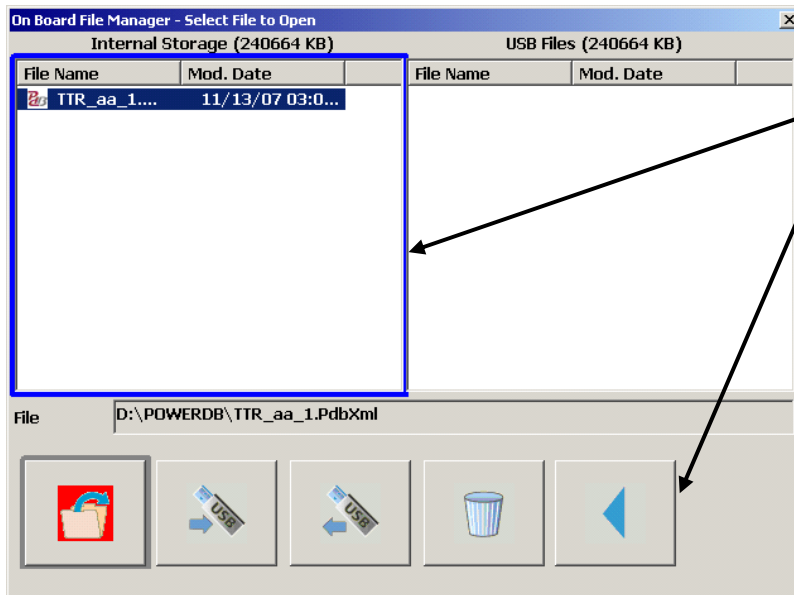 On Board File Manager - Select File to Open
Internal Storage (240664 KB)
USB Files (240664 KB)
File Name Mod. Date
File Name Mod. Date
TTR_aa_1.... 11/13/07 03:0...
File D:\POWERDB\TTR_aa_1.PdbXml
USB
USB